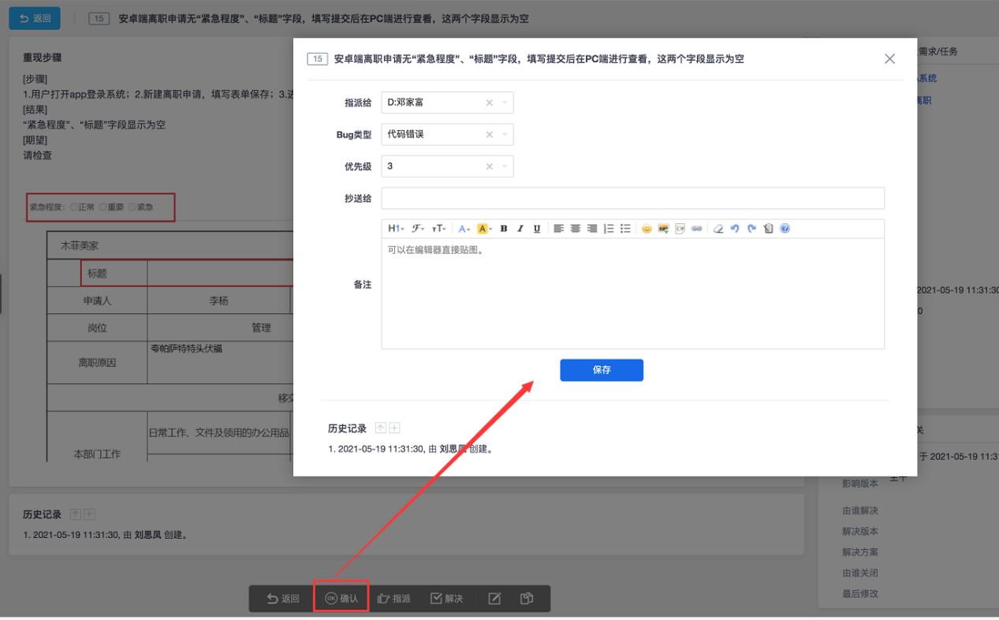 返回
15 安卓端离职申请无“紧急程度”、“标题”字段，填写提交后在PC端进行查看，这两个字段显示为空
重现步骤
[步骤]
1.用户打开app登录系统；2.新建离职申请，填写表单保存；3.
[结果]
“紧急程度”、“标题”字段显示为空
[期望]
请检查
紧急程度: 正常 重要 紧急
木菲美家
标题
申请人 李杨
岗位 管理
离职原因 夸帕萨特特头伏福
移交
日常工作、文件及领用的办公用品
本部门工作
历史记录
1. 2021-05-19 11:31:30, 由 刘思凤 创建。
15 安卓端离职申请无“紧急程度”、“标题”字段，填写提交后在PC端进行查看，这两个字段显示为空
指派给 D:邓家富
Bug类型 代码错误
优先级 3
抄送给
H1 F тT A A B I U
可以在编辑器直接贴图。
备注
保存
历史记录
1. 2021-05-19 11:31:30, 由 刘思凤 创建。
需求/任务
系统
离职
2021-05-19 11:31:30
0
关
于 2021-05-19 11:3
影响版本 主干
由谁解决
解决版本
解决方案
由谁关闭
最后修改
返回 OK 确认 指派 解决